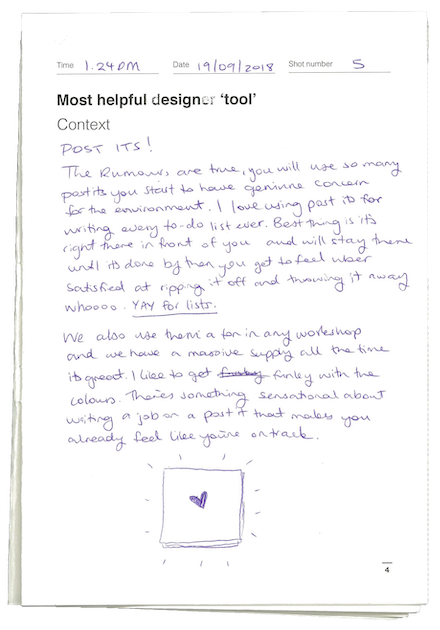 Time 1.24pm Date 19/09/2018 Shot number 5
Most helpful designer 'tool'
Context
POST ITS!
The Rumours are true, you will use so many
postits you start to have genuine concern
for the environment. I love using post its for
writing every to-do list ever. Best thing is its
right there in front of you and will stay there
until its done by then you get to feel uber
satisfied at ripping it off and throwing it away
whoooo. YAY for lists.
We also use them a ton in any workshop
and we have a massive supply all the time
its great. I like to get funky with the
colours. Theres something sensational about
writing a job on a post it that makes you
already feel like you're on track.
4